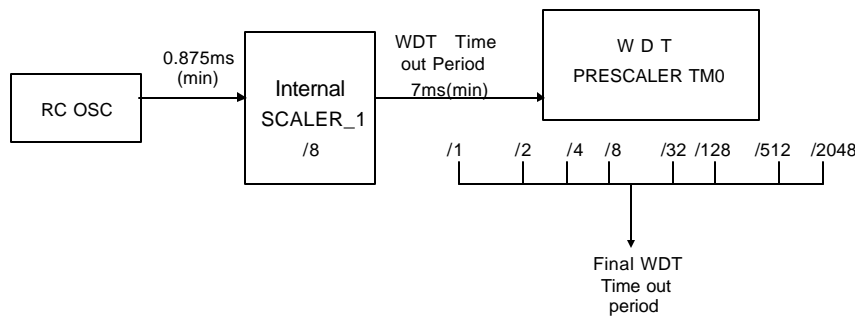 RC OSC
0.875ms
(min)
Internal
SCALER_1
/8
WDT Time
out Period
7ms(min)
W D T
PRESCALER TM0
/1 /2 /4 /8 /32 /128 /512 /2048
Final WDT
Time out
period